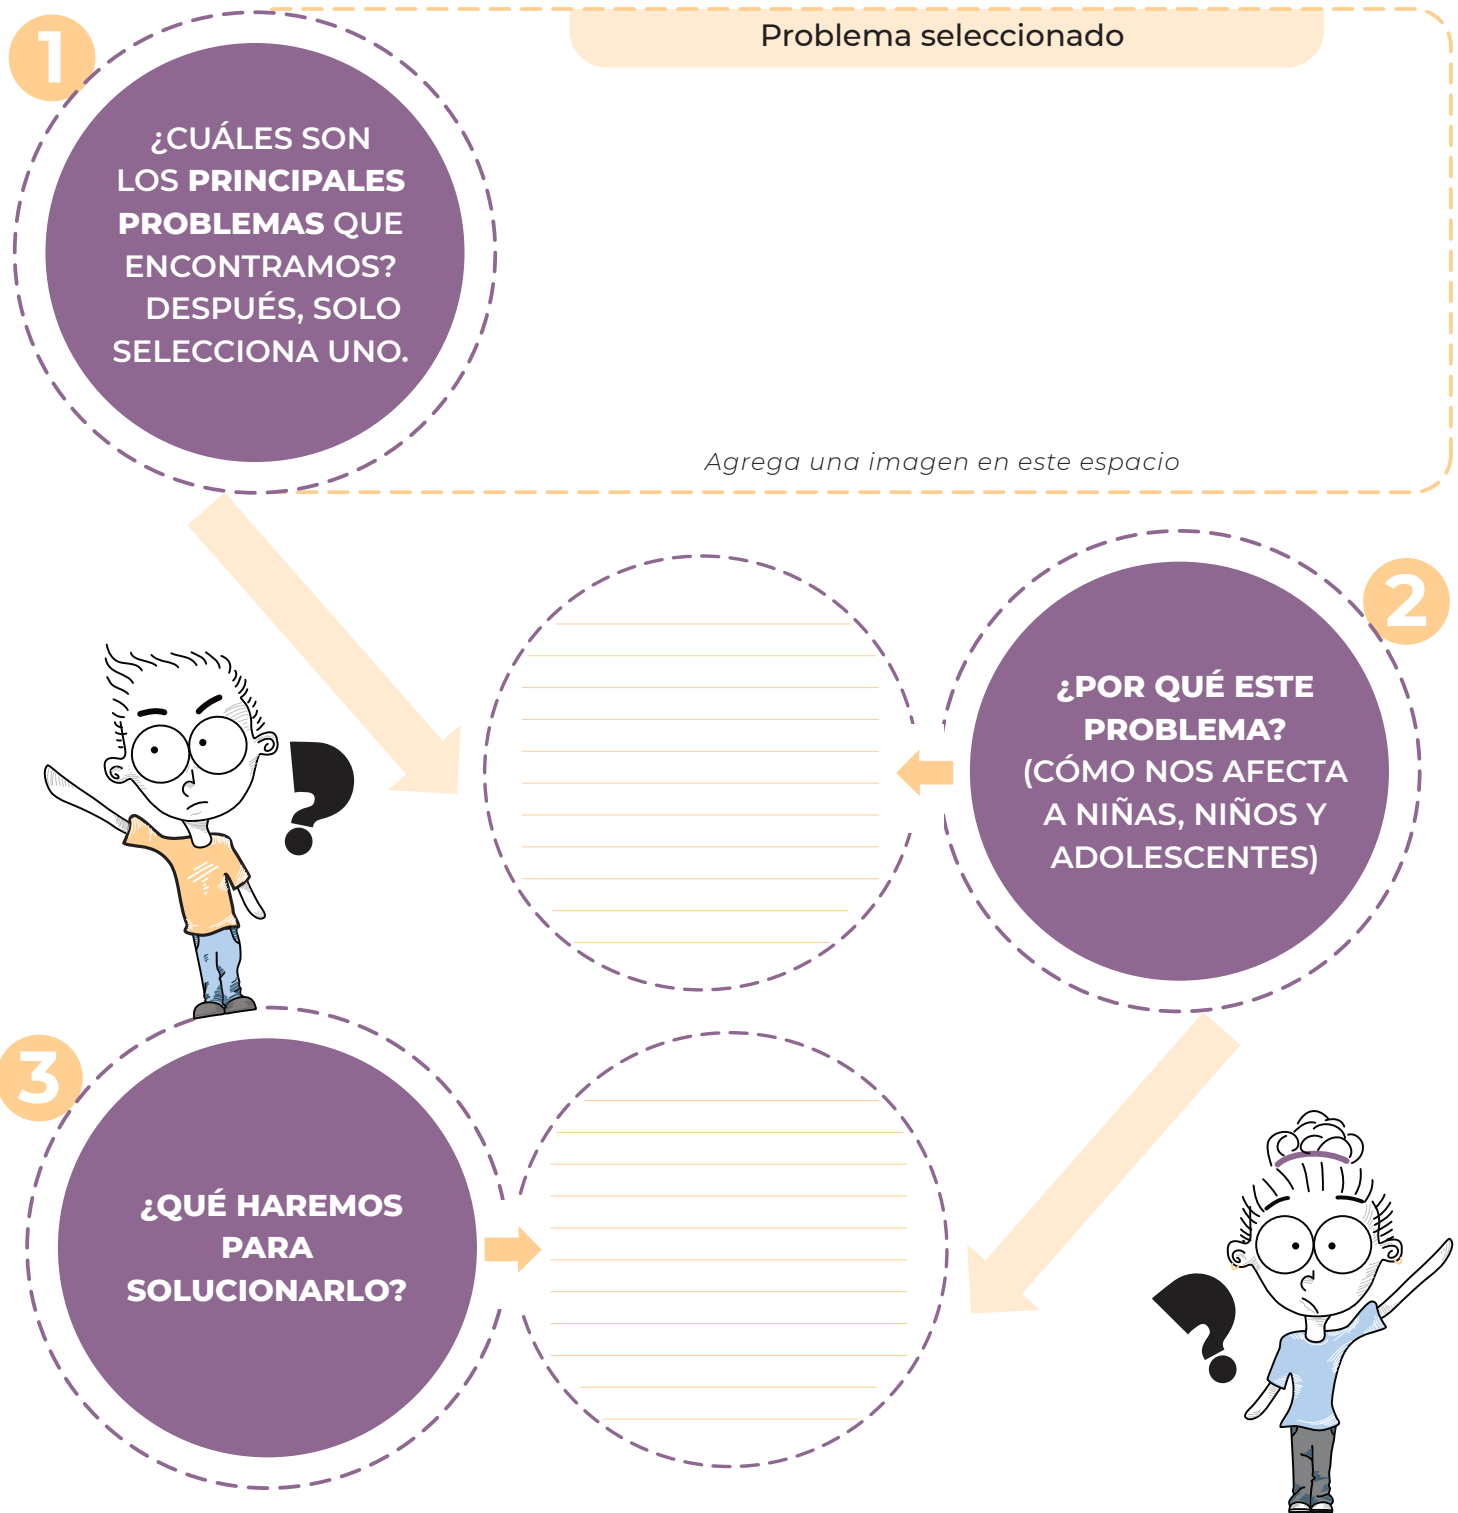 1
¿CUÁLES SON
LOS PRINCIPALES
PROBLEMAS QUE
ENCONTRAMOS?
DESPUÉS, SOLO
SELECCIONA UNO.
Problema seleccionado
Agrega una imagen en este espacio
2
¿POR QUÉ ESTE
PROBLEMA?
(CÓMO NOS AFECTA
A NIÑAS, NIÑOS Y
ADOLESCENTES)
?
3
¿QUÉ HAREMOS
PARA
SOLUCIONARLO?
?